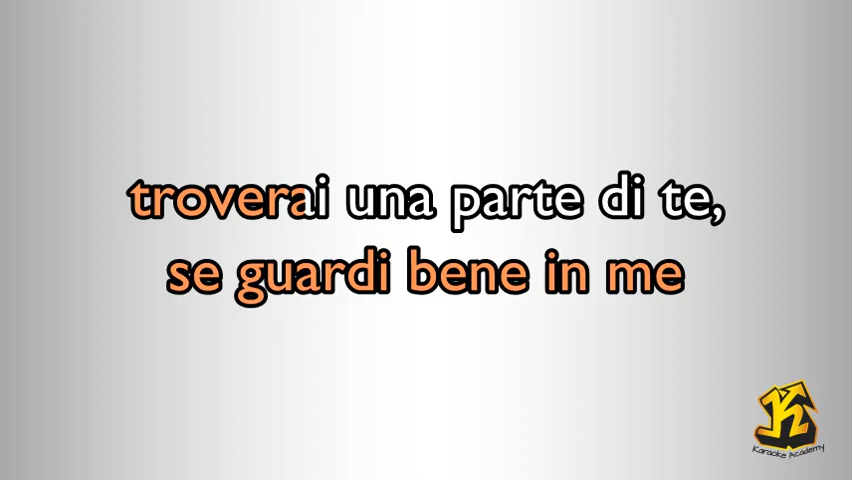 troverai una parte di te,
se guardi bene in me
K
Karaoke Academy